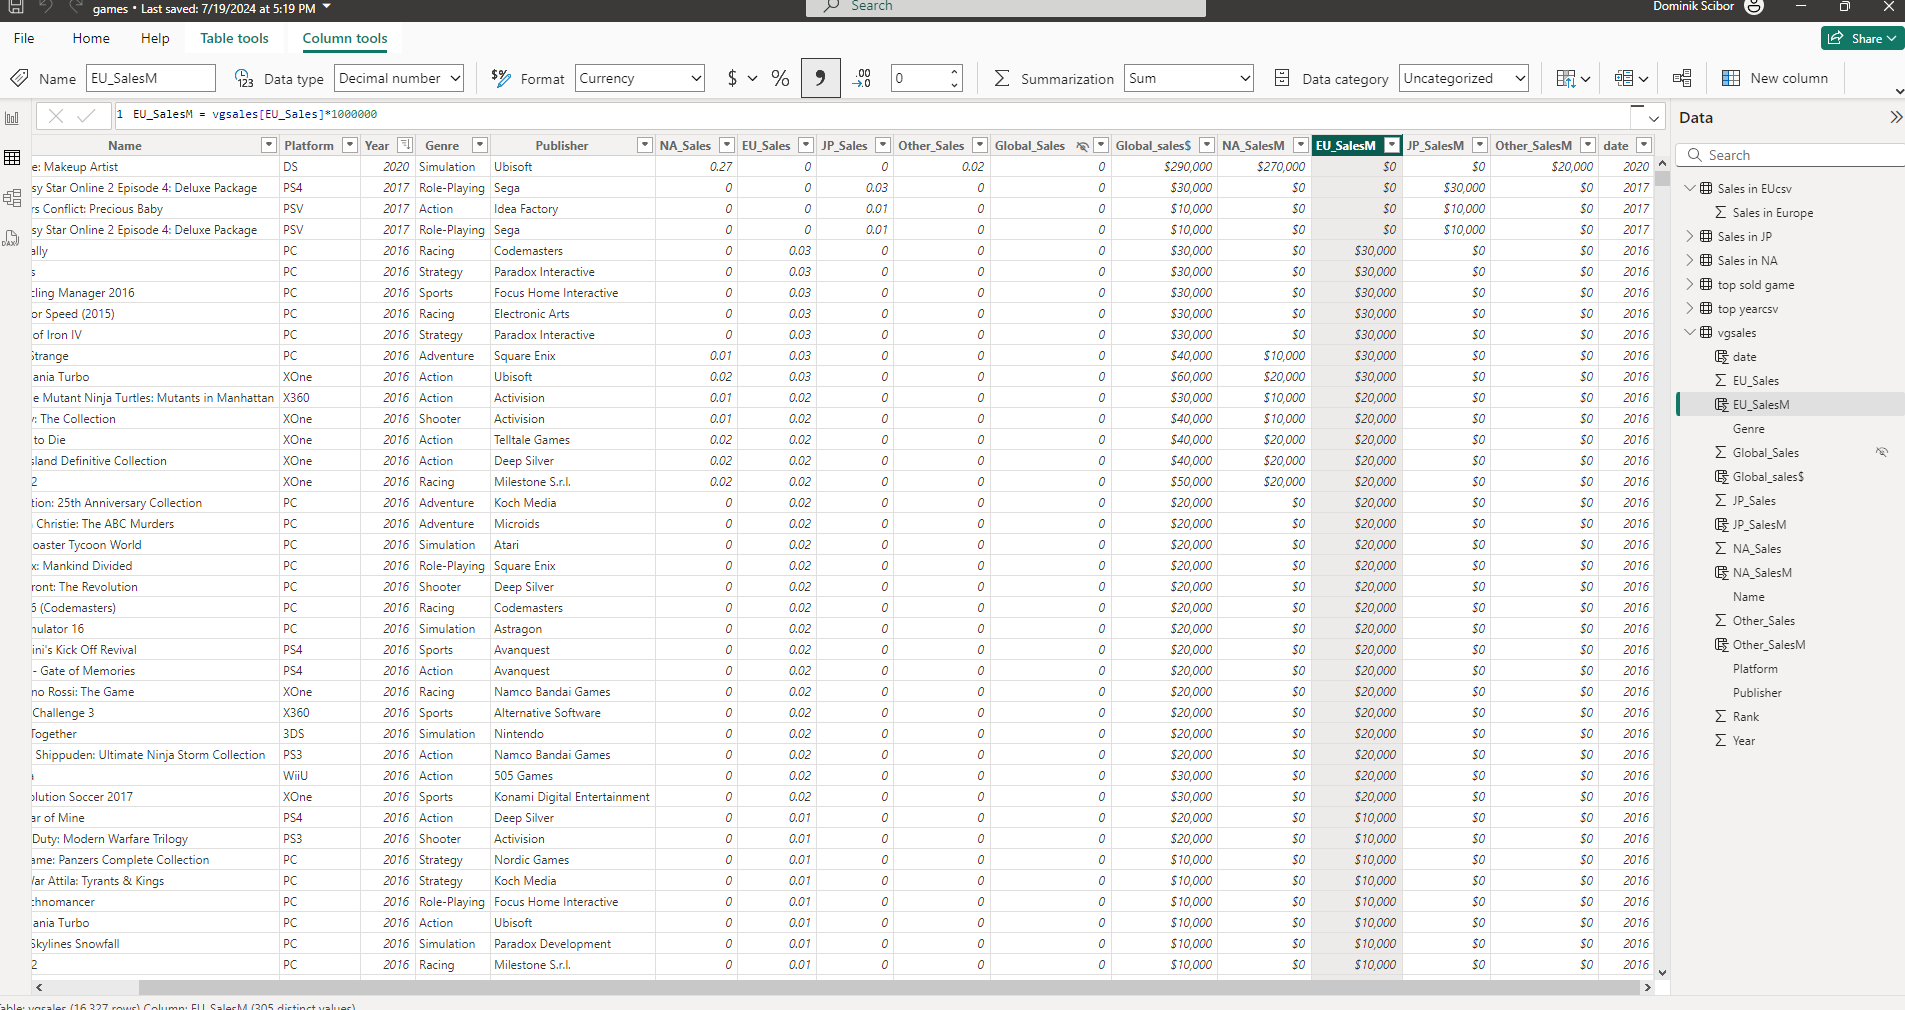 games • Last saved: 7/19/2024 at 5:19 PM Search Dominik Scibor
File Home Help Table tools Column tools Share
Name EU_SalesM Data type Decimal number Format Currency $ % 0 Summarization Sum Data category Uncategorized New column
1 EU_SalesM = vgsales[EU_Sales]*1000000
Name Platform Year Genre Publisher NA_Sales EU_Sales JP_Sales Other_Sales Global_Sales Global_sales$ NA_SalesM EU_SalesM JP_SalesM Other_SalesM date
e: Makeup Artist DS 2020 Simulation Ubisoft 0.27 0 0 0.02 0 $290,000 $270,000 $0 $0 $20,000 2020
sy Star Online 2 Episode 4: Deluxe Package PS4 2017 Role-Playing Sega 0 0 0.03 0 0 $30,000 $0 $0 $30,000 $0 2017
rs Conflict: Precious Baby PSV 2017 Action Idea Factory 0 0 0.01 0 0 $10,000 $0 $0 $10,000 $0 2017
sy Star Online 2 Episode 4: Deluxe Package PSV 2017 Role-Playing Sega 0 0 0.01 0 0 $10,000 $0 $0 $10,000 $0 2017
ally PC 2016 Racing Codemasters 0 0.03 0 0 0 $30,000 $0 $30,000 $0 $0 2016
s PC 2016 Strategy Paradox Interactive 0 0.03 0 0 0 $30,000 $0 $30,000 $0 $0 2016
cling Manager 2016 PC 2016 Sports Focus Home Interactive 0 0.03 0 0 0 $30,000 $0 $30,000 $0 $0 2016
or Speed (2015) PC 2016 Racing Electronic Arts 0 0.03 0 0 0 $30,000 $0 $30,000 $0 $0 2016
of Iron IV PC 2016 Strategy Paradox Interactive 0 0.03 0 0 0 $30,000 $0 $30,000 $0 $0 2016
Strange PC 2016 Adventure Square Enix 0.01 0.03 0 0 0 $40,000 $10,000 $30,000 $0 $0 2016
ania Turbo XOne 2016 Action Ubisoft 0.02 0.03 0 0 0 $60,000 $20,000 $30,000 $0 $0 2016
e Mutant Ninja Turtles: Mutants in Manhattan X360 2016 Action Activision 0.01 0.02 0 0 0 $30,000 $10,000 $20,000 $0 $0 2016
: The Collection XOne 2016 Shooter Activision 0.01 0.02 0 0 0 $40,000 $10,000 $20,000 $0 $0 2016
to Die XOne 2016 Action Telltale Games 0.02 0.02 0 0 0 $40,000 $20,000 $20,000 $0 $0 2016
sland Definitive Collection XOne 2016 Action Deep Silver 0.02 0.02 0 0 0 $40,000 $20,000 $20,000 $0 $0 2016
2 XOne 2016 Racing Milestone S.r.l. 0.02 0.02 0 0 0 $50,000 $20,000 $20,000 $0 $0 2016
tion: 25th Anniversary Collection PC 2016 Adventure Koch Media 0 0.02 0 0 0 $20,000 $0 $20,000 $0 $0 2016
Christie: The ABC Murders PC 2016 Adventure Microids 0 0.02 0 0 0 $20,000 $0 $20,000 $0 $0 2016
oaster Tycoon World PC 2016 Simulation Atari 0 0.02 0 0 0 $20,000 $0 $20,000 $0 $0 2016
x: Mankind Divided PC 2016 Role-Playing Square Enix 0 0.02 0 0 0 $20,000 $0 $20,000 $0 $0 2016
ront: The Revolution PC 2016 Shooter Deep Silver 0 0.02 0 0 0 $20,000 $0 $20,000 $0 $0 2016
6 (Codemasters) PC 2016 Racing Codemasters 0 0.02 0 0 0 $20,000 $0 $20,000 $0 $0 2016
mulator 16 PC 2016 Simulation Astragon 0 0.02 0 0 0 $20,000 $0 $20,000 $0 $0 2016
ini's Kick Off Revival PS4 2016 Sports Avanquest 0 0.02 0 0 0 $20,000 $0 $20,000 $0 $0 2016
- Gate of Memories PS4 2016 Action Avanquest 0 0.02 0 0 0 $20,000 $0 $20,000 $0 $0 2016
no Rossi: The Game XOne 2016 Racing Namco Bandai Games 0 0.02 0 0 0 $20,000 $0 $20,000 $0 $0 2016
Challenge 3 X360 2016 Sports Alternative Software 0 0.02 0 0 0 $20,000 $0 $20,000 $0 $0 2016
Together 3DS 2016 Simulation Nintendo 0 0.02 0 0 0 $20,000 $0 $20,000 $0 $0 2016
Shippuden: Ultimate Ninja Storm Collection PS3 2016 Action Namco Bandai Games 0 0.02 0 0 0 $20,000 $0 $20,000 $0 $0 2016
WiiU 2016 Action 505 Games 0 0.02 0 0 0 $30,000 $0 $20,000 $0 $0 2016
olution Soccer 2017 XOne 2016 Sports Konami Digital Entertainment 0 0.02 0 0 0 $30,000 $0 $20,000 $0 $0 2016
ar of Mine PS4 2016 Action Deep Silver 0 0.01 0 0 0 $20,000 $0 $10,000 $0 $0 2016
Duty: Modern Warfare Trilogy PS3 2016 Shooter Activision 0 0.01 0 0 0 $20,000 $0 $10,000 $0 $0 2016
ame: Panzers Complete Collection PC 2016 Strategy Nordic Games 0 0.01 0 0 0 $10,000 $0 $10,000 $0 $0 2016
ar Attila: Tyrants & Kings PC 2016 Strategy Koch Media 0 0.01 0 0 0 $10,000 $0 $10,000 $0 $0 2016
chnomancer PC 2016 Role-Playing Focus Home Interactive 0 0.01 0 0 0 $10,000 $0 $10,000 $0 $0 2016
ania Turbo PC 2016 Action Ubisoft 0 0.01 0 0 0 $10,000 $0 $10,000 $0 $0 2016
Skylines Snowfall PC 2016 Simulation Paradox Development 0 0.01 0 0 0 $10,000 $0 $10,000 $0 $0 2016
2 PC 2016 Racing Milestone S.r.l. 0 0.01 0 0 0 $10,000 $0 $10,000 $0 $0 2016
able: vgsales (16,327 rows) Column: EU_SalesM (305 distinct values)
Data
Search
Sales in EUcsv
Sales in Europe
Sales in JP
Sales in NA
top sold game
top yearcsv
vgsales
date
EU_Sales
EU_SalesM
Genre
Global_Sales
Global_sales$
JP_Sales
JP_SalesM
NA_Sales
NA_SalesM
Name
Other_Sales
Other_SalesM
Platform
Publisher
Rank
Year